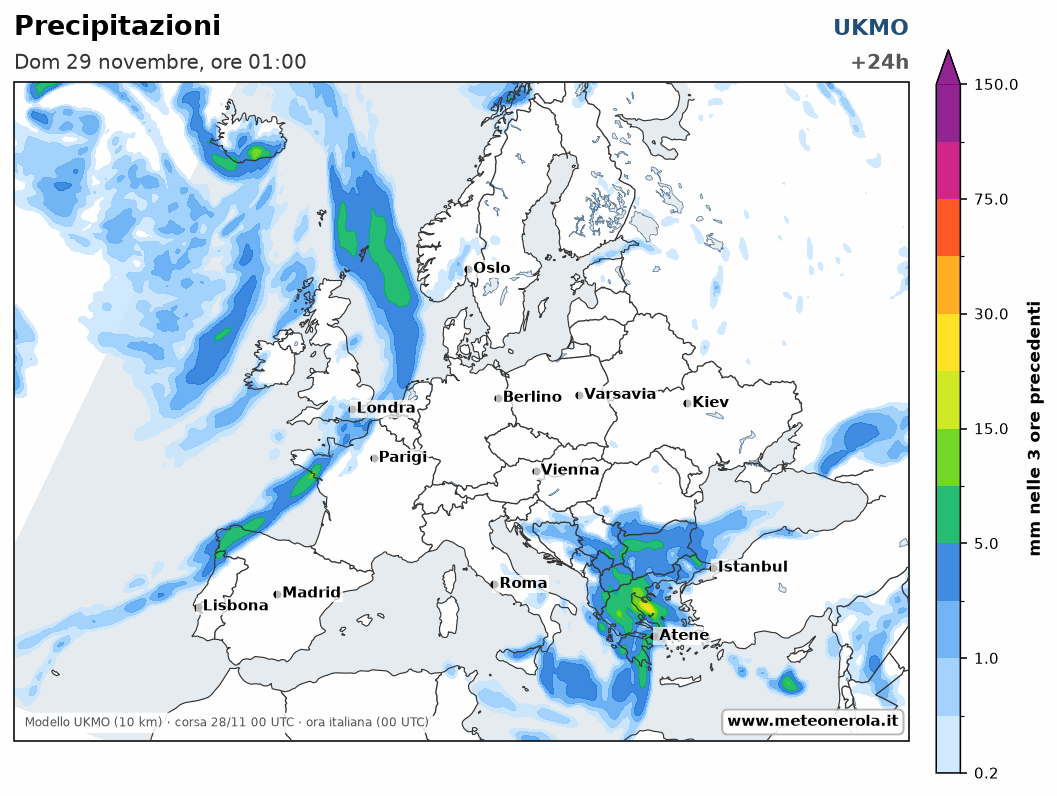 Precipitazioni
UKMO
Dom 29 novembre, ore 01:00
+24h
150.0
75.0
30.0
15.0
5.0
1.0
0.2
mm nelle 3 ore precedenti
Oslo
Londra
Berlino
Varsavia
Kiev
Parigi
Vienna
Istanbul
Roma
Madrid
Lisbona
Atene
Modello UKMO (10 km) · corsa 28/11 00 UTC · ora italiana (00 UTC)
www.meteonerola.it